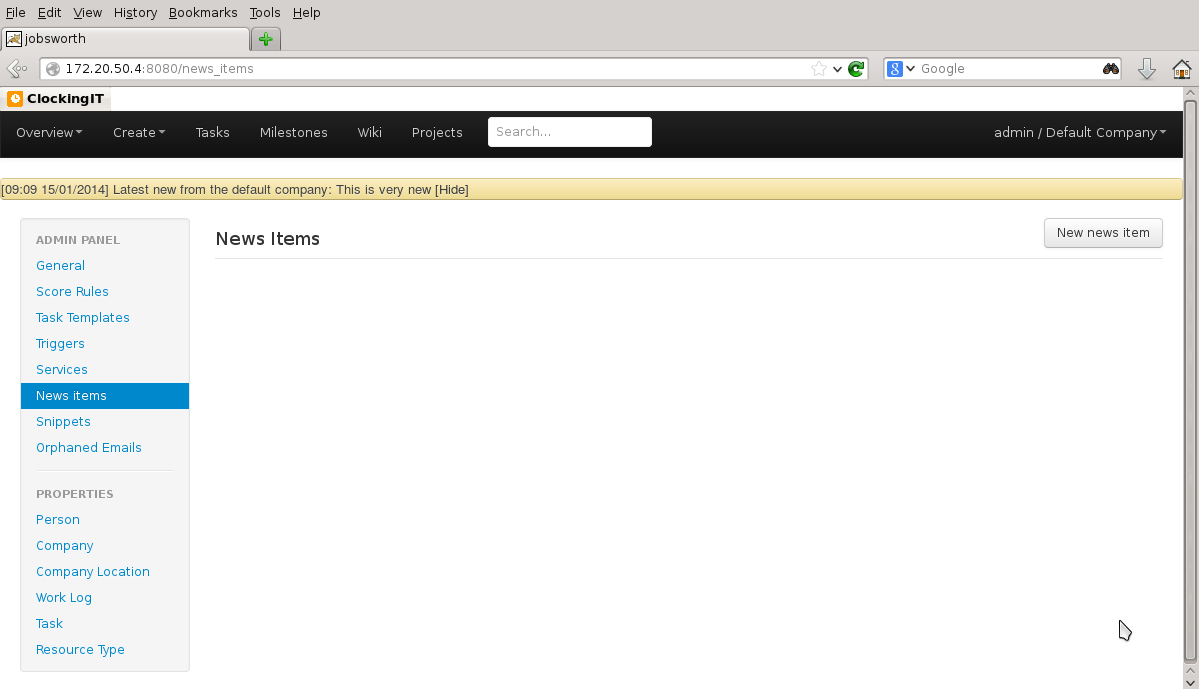 File Edit View History Bookmarks Tools Help
jobsworth
172.20.50.4:8080/news_items
8 Google
ClockingIT
Overview Create Tasks Milestones Wiki Projects Search... admin / Default Company
[09:09 15/01/2014] Latest new from the default company: This is very new [Hide]
ADMIN PANEL
General
Score Rules
Task Templates
Triggers
Services
News items
Snippets
Orphaned Emails
PROPERTIES
Person
Company
Company Location
Work Log
Task
Resource Type
News Items
New news item